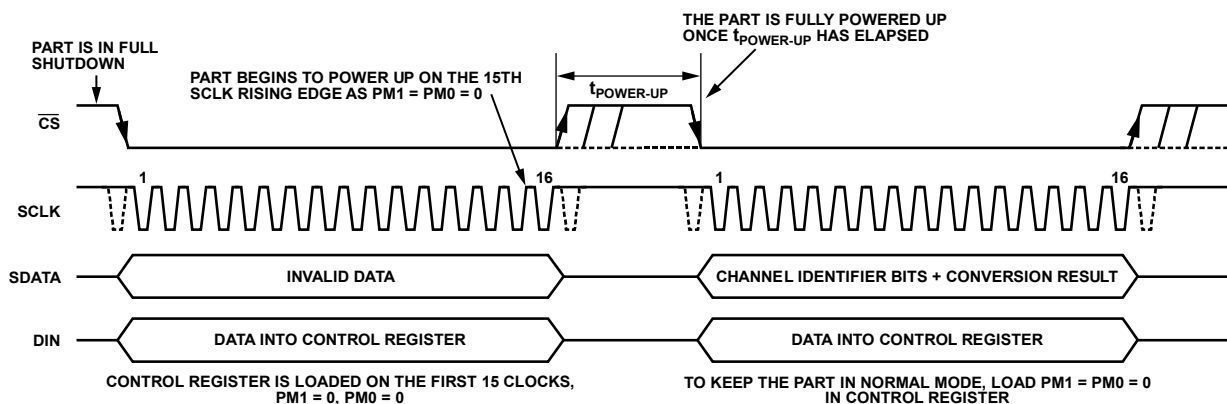 THE PART IS FULLY POWERED UP
ONCE tPOWER-UP HAS ELAPSED
PART IS IN FULL
SHUTDOWN
PART BEGINS TO POWER UP ON THE 15TH
SCLK RISING EDGE AS PM1 = PM0 = 0
tPOWER-UP
CS
1 16 1 16
SCLK
SDATA INVALID DATA CHANNEL IDENTIFIER BITS + CONVERSION RESULT
DIN DATA INTO CONTROL REGISTER DATA INTO CONTROL REGISTER
CONTROL REGISTER IS LOADED ON THE FIRST 15 CLOCKS,
PM1 = 0, PM0 = 0
TO KEEP THE PART IN NORMAL MODE, LOAD PM1 = PM0 = 0
IN CONTROL REGISTER